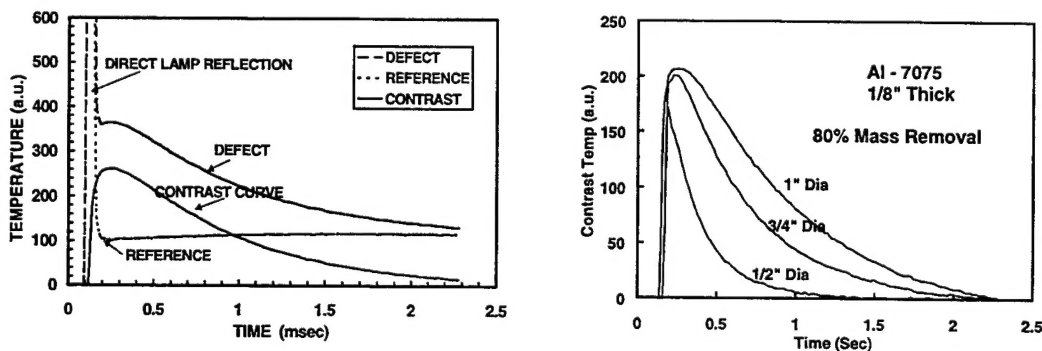 600
500
400
300
200
100
0
TEMPERATURE (a.u.)
DIRECT LAMP REFLECTION
DEFECT
REFERENCE
CONTRAST
DEFECT
CONTRAST CURVE
REFERENCE
0 0.5 1 1.5 2 2.5
TIME (msec)
250
200
150
100
50
0
Contrast Temp (a.u.)
Al - 7075
1/8" Thick
80% Mass Removal
1" Dia
3/4" Dia
1/2" Dia
0 0.5 1 1.5 2 2.5
Time (Sec)